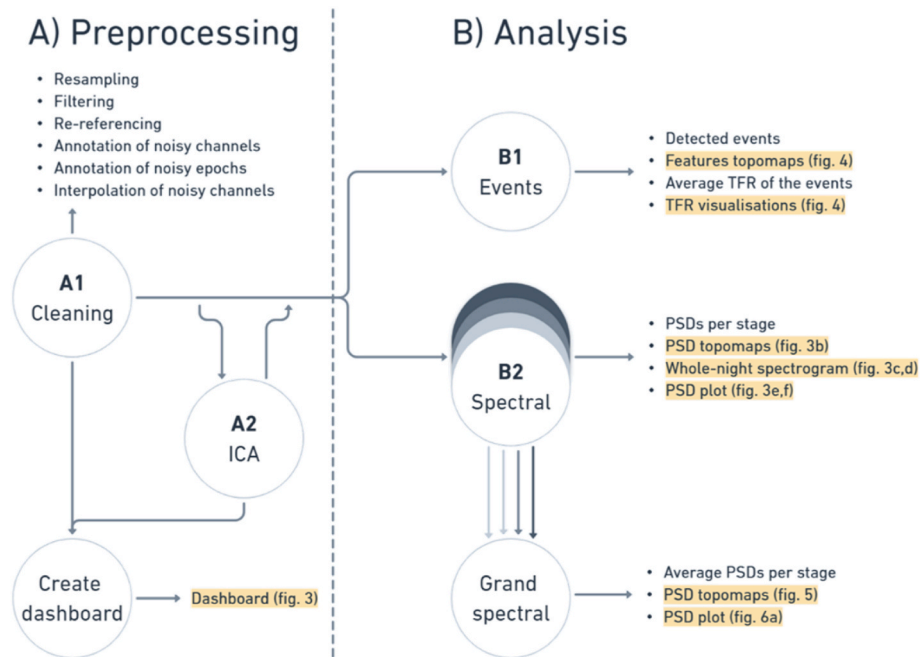 A) Preprocessing
• Resampling
• Filtering
• Re-referencing
• Annotation of noisy channels
• Annotation of noisy epochs
• Interpolation of noisy channels
A1
Cleaning
A2
ICA
Create
dashboard
Dashboard (fig. 3)
B) Analysis
B1
Events
• Detected events
• Features topomaps (fig. 4)
• Average TFR of the events
• TFR visualisations (fig. 4)
B2
Spectral
• PSDs per stage
• PSD topomaps (fig. 3b)
• Whole-night spectrogram (fig. 3c,d)
• PSD plot (fig. 3e,f)
Grand
spectral
• Average PSDs per stage
• PSD topomaps (fig. 5)
• PSD plot (fig. 6a)